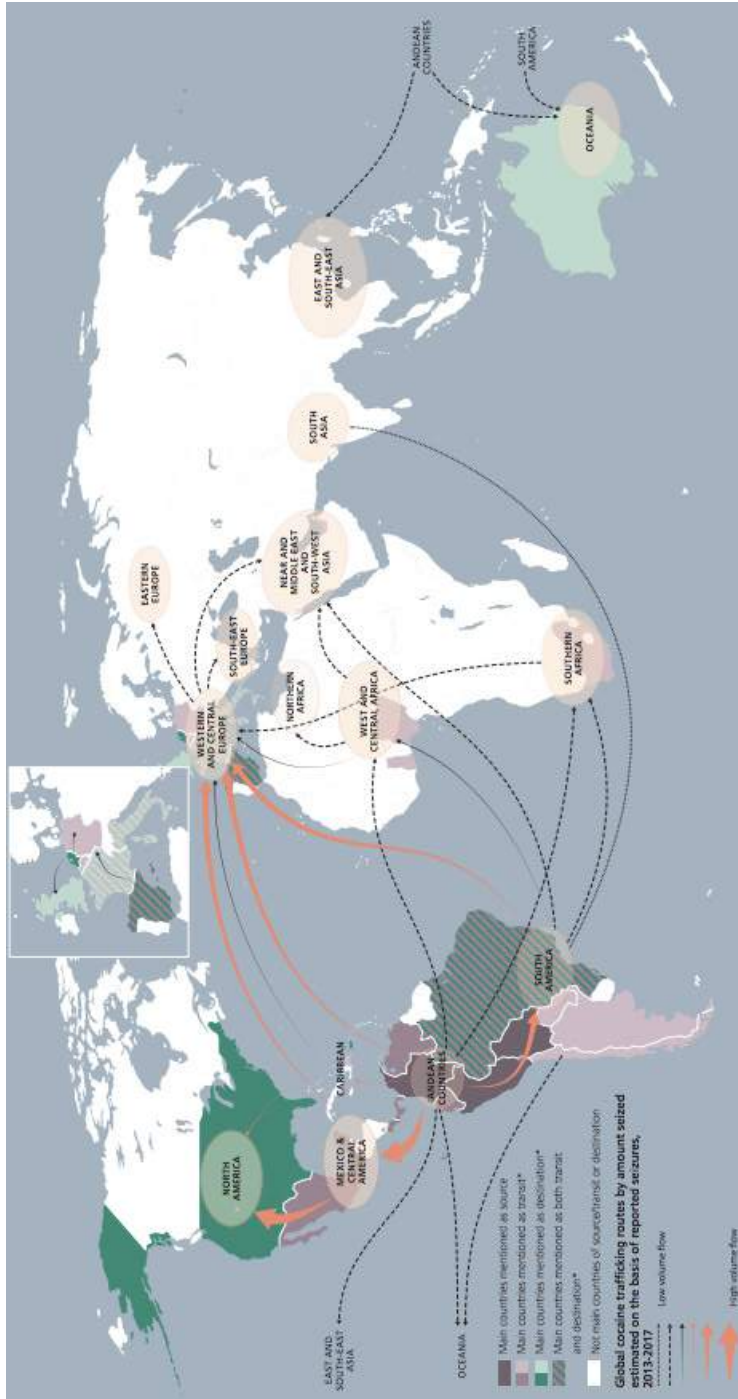 ANDEAN
COUNTRIES
SOUTH
AMERICA
OCEANIA
EAST AND
SOUTH-EAST
ASIA
SOUTH
ASIA
NEAR AND
MIDDLE EAST
AND
SOUTH-WEST
ASIA
EASTERN
EUROPE
SOUTH-EAST
EUROPE
WESTERN
AND CENTRAL
EUROPE
NORTHERN
AFRICA
WEST AND
CENTRAL AFRICA
SOUTHERN
AFRICA
NORTH
AMERICA
MEXICO &
CENTRAL
AMERICA
CARIBBEAN
ANDEAN
COUNTRIES
SOUTH
AMERICA
EAST AND
SOUTH-EAST
ASIA
OCEANIA
Main countries mentioned as source
Main countries mentioned as transit*
Main countries mentioned as destination*
Main countries mentioned as both transit
and destination*
Not main countries of source/transit or destination
Global cocaine trafficking routes by amount seized
estimated on the basis of reported seizures,
2013-2017
Low volume flow
High volume flow